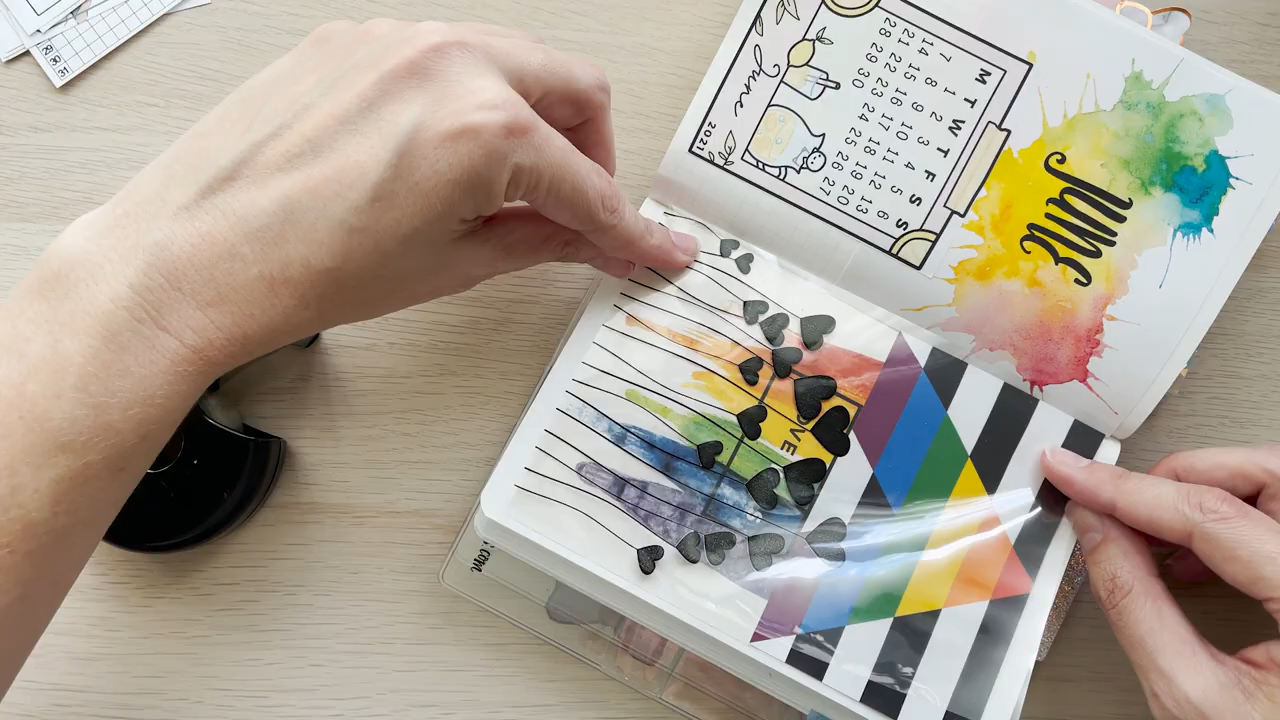 June
2021
M T W T F S S
1 2 3 4 5 6
7 8 9 10 11 12 13
14 15 16 17 18 19 20
21 22 23 24 25 26 27
28 29 30
JUNE
VE
.com
29 30 31